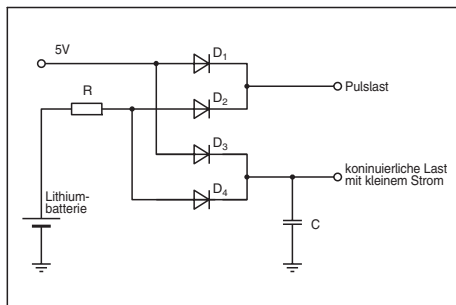 5V
D1
R
D2
Pulslast
D3
koninuierliche Last
mit kleinem Strom
Lithium-
batterie
D4
C